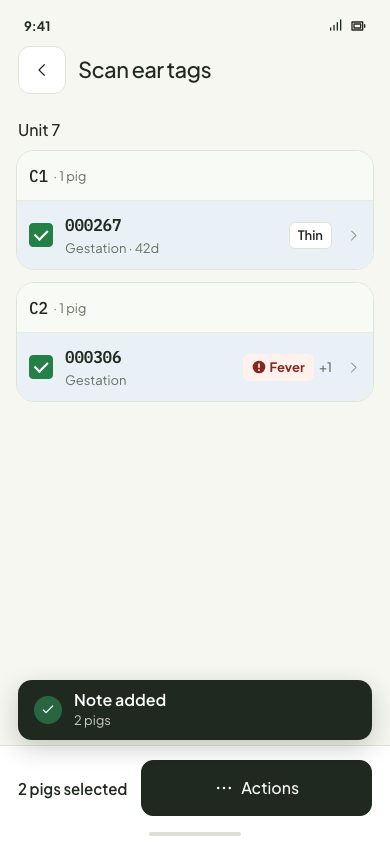 9:41
Scan ear tags
Unit 7
C1 · 1 pig
000267
Gestation · 42d
Thin
C2 · 1 pig
000306
Gestation
Fever +1
Note added
2 pigs
2 pigs selected
Actions